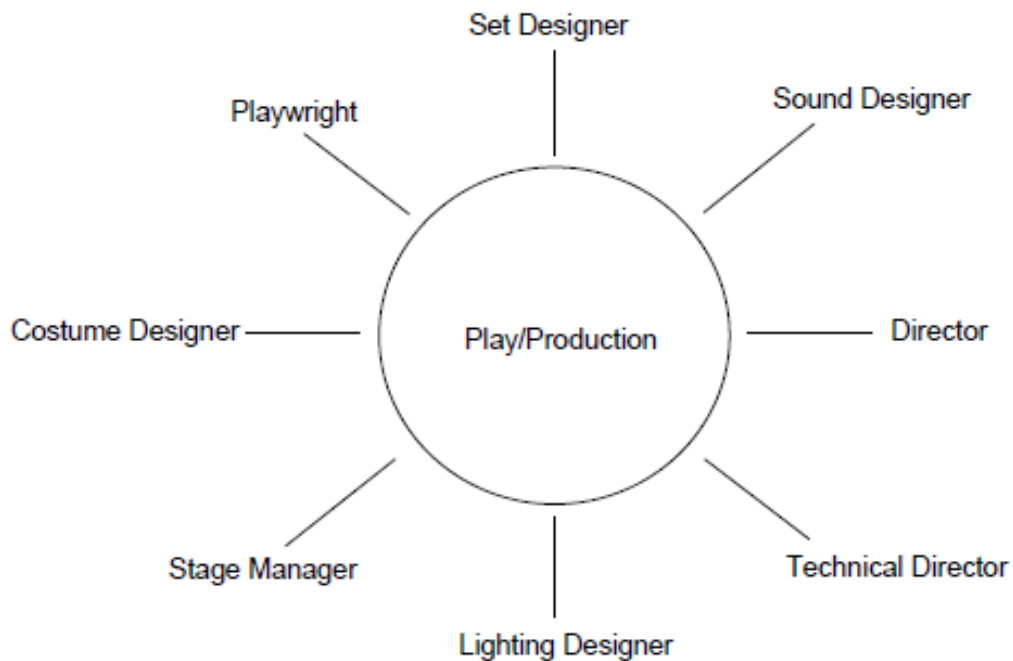 Set Designer
Playwright
Sound Designer
Costume Designer
Play/Production
Director
Stage Manager
Technical Director
Lighting Designer